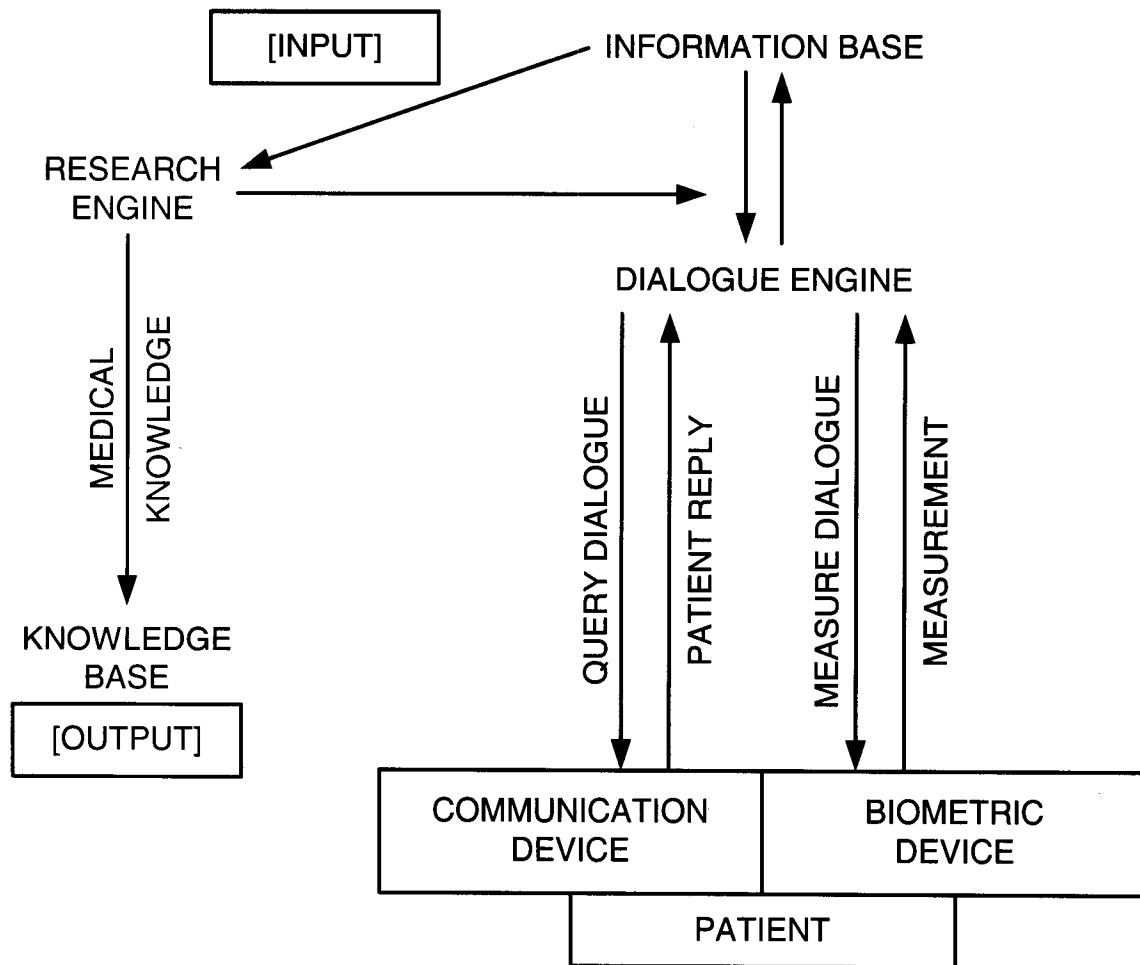 [INPUT]
INFORMATION BASE
RESEARCH
ENGINE
DIALOGUE ENGINE
MEDICAL
KNOWLEDGE
QUERY DIALOGUE
PATIENT REPLY
MEASURE DIALOGUE
MEASUREMENT
KNOWLEDGE
BASE
[OUTPUT]
COMMUNICATION
DEVICE
BIOMETRIC
DEVICE
PATIENT